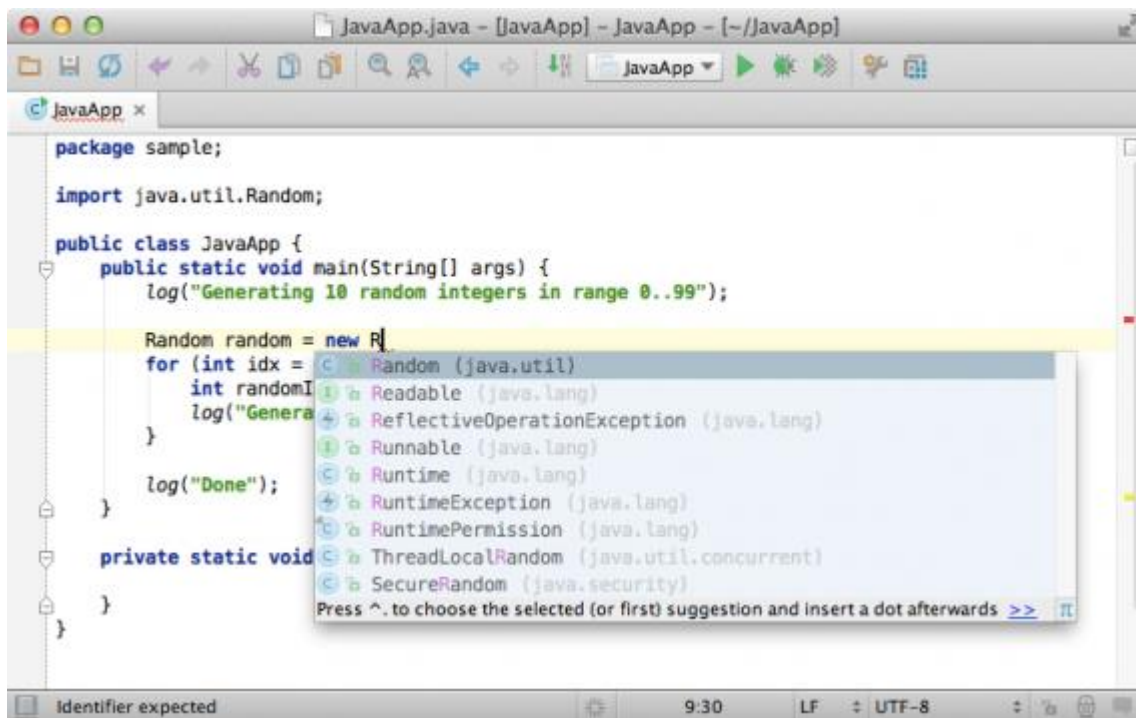 JavaApp.java – [JavaApp] – JavaApp – [~/JavaApp]
JavaApp
JavaApp
package sample;
import java.util.Random;
public class JavaApp {
public static void main(String[] args) {
log("Generating 10 random integers in range 0..99");
Random random = new R
for (int idx =
int randomI
log("Genera
}
log("Done");
}
private static void
}
}
Random (java.util)
Readable (java.lang)
ReflectiveOperationException (java.lang)
Runnable (java.lang)
Runtime (java.lang)
RuntimeException (java.lang)
RuntimePermission (java.lang)
ThreadLocalRandom (java.util.concurrent)
SecureRandom (java.security)
Press ^. to choose the selected (or first) suggestion and insert a dot afterwards >> π
Identifier expected 9:30 LF UTF-8